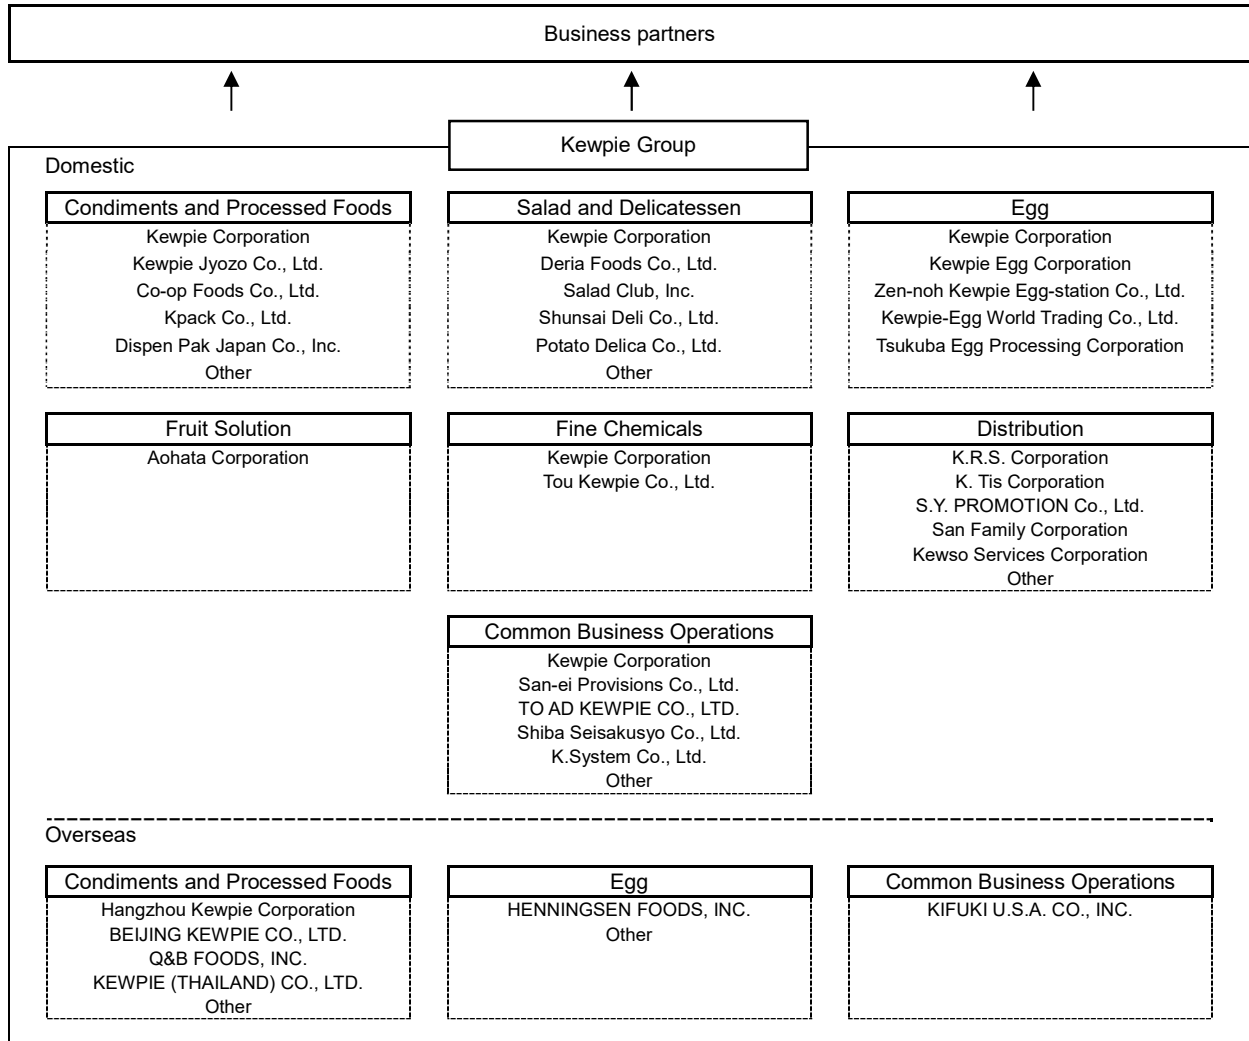 Business partners
Kewpie Group
Domestic
Condiments and Processed Foods
Kewpie Corporation
Kewpie Jyozo Co., Ltd.
Co-op Foods Co., Ltd.
Kpack Co., Ltd.
Dispen Pak Japan Co., Inc.
Other
Salad and Delicatessen
Kewpie Corporation
Deria Foods Co., Ltd.
Salad Club, Inc.
Shunsai Deli Co., Ltd.
Potato Delica Co., Ltd.
Other
Egg
Kewpie Corporation
Kewpie Egg Corporation
Zen-noh Kewpie Egg-station Co., Ltd.
Kewpie-Egg World Trading Co., Ltd.
Tsukuba Egg Processing Corporation
Fruit Solution
Aohata Corporation
Fine Chemicals
Kewpie Corporation
Tou Kewpie Co., Ltd.
Distribution
K.R.S. Corporation
K. Tis Corporation
S.Y. PROMOTION Co., Ltd.
San Family Corporation
Kewso Services Corporation
Other
Common Business Operations
Kewpie Corporation
San-ei Provisions Co., Ltd.
TO AD KEWPIE CO., LTD.
Shiba Seisakusyo Co., Ltd.
K.System Co., Ltd.
Other
Overseas
Condiments and Processed Foods
Hangzhou Kewpie Corporation
BEIJING KEWPIE CO., LTD.
Q&B FOODS, INC.
KEWPIE (THAILAND) CO., LTD.
Other
Egg
HENNINGSEN FOODS, INC.
Other
Common Business Operations
KIFUKI U.S.A. CO., INC.